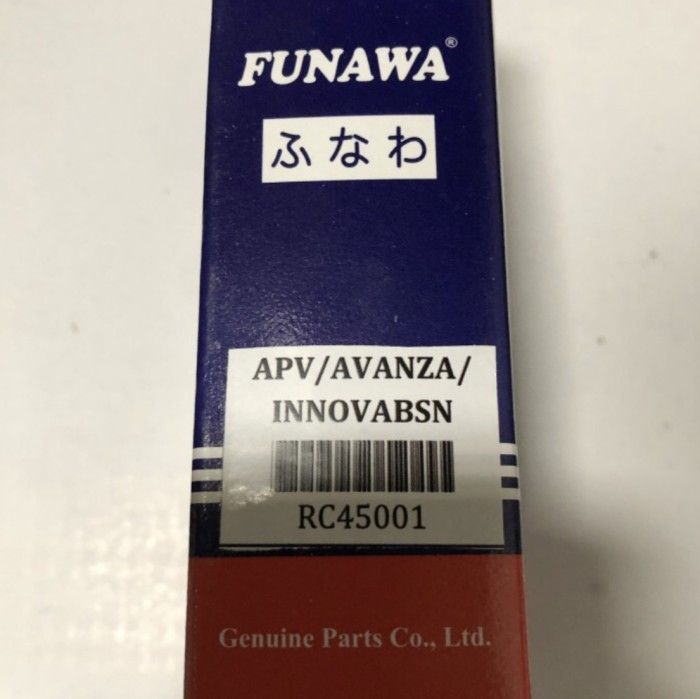 FUNAWA®
ふなわ
APV/AVANZA/
INNOVABSN
RC45001
Genuine Parts Co., Ltd.